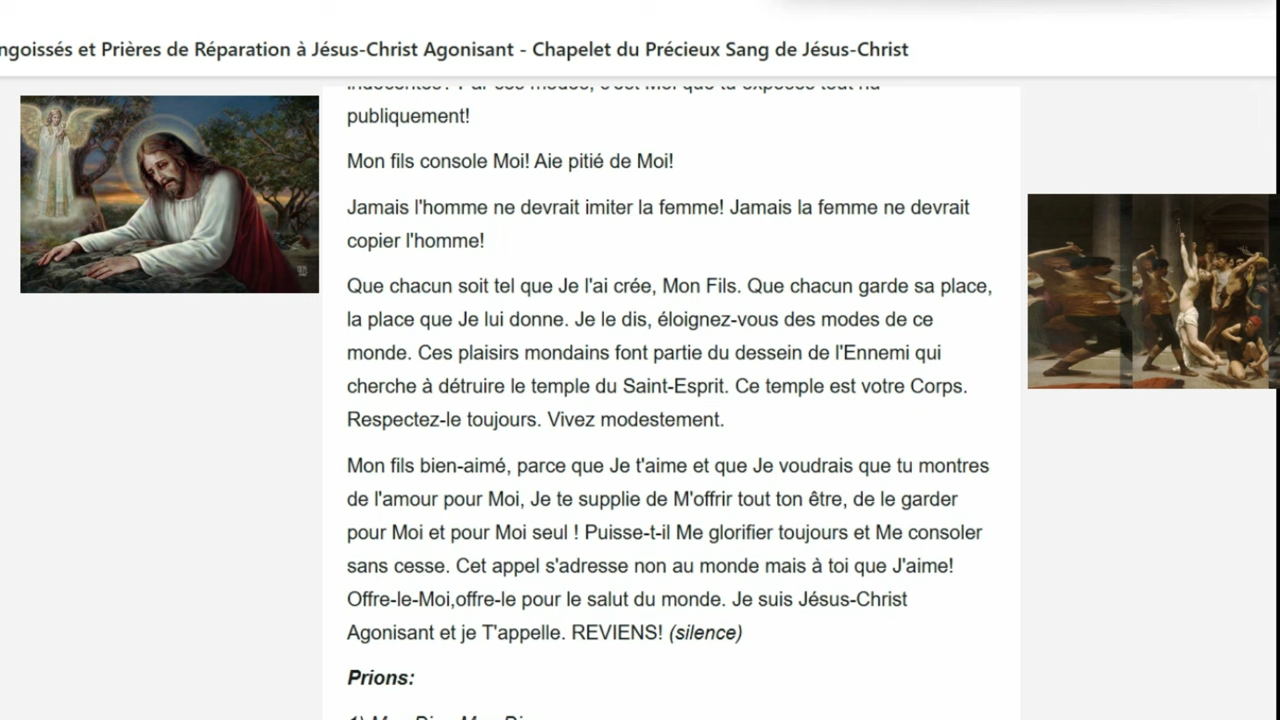 ngoissés et Prières de Réparation à Jésus-Christ Agonisant - Chapelet du Précieux Sang de Jésus-Christ
publiquement!
Mon fils console Moi! Aie pitié de Moi!
Jamais l'homme ne devrait imiter la femme! Jamais la femme ne devrait
copier l'homme!
Que chacun soit tel que Je l'ai crée, Mon Fils. Que chacun garde sa place,
la place que Je lui donne. Je le dis, éloignez-vous des modes de ce
monde. Ces plaisirs mondains font partie du dessein de l'Ennemi qui
cherche à détruire le temple du Saint-Esprit. Ce temple est votre Corps.
Respectez-le toujours. Vivez modestement.
Mon fils bien-aimé, parce que Je t'aime et que Je voudrais que tu montres
de l'amour pour Moi, Je te supplie de M'offrir tout ton être, de le garder
pour Moi et pour Moi seul ! Puisse-t-il Me glorifier toujours et Me consoler
sans cesse. Cet appel s'adresse non au monde mais à toi que J'aime!
Offre-le-Moi,offre-le pour le salut du monde. Je suis Jésus-Christ
Agonisant et je T'appelle. REVIENS! (silence)
Prions: